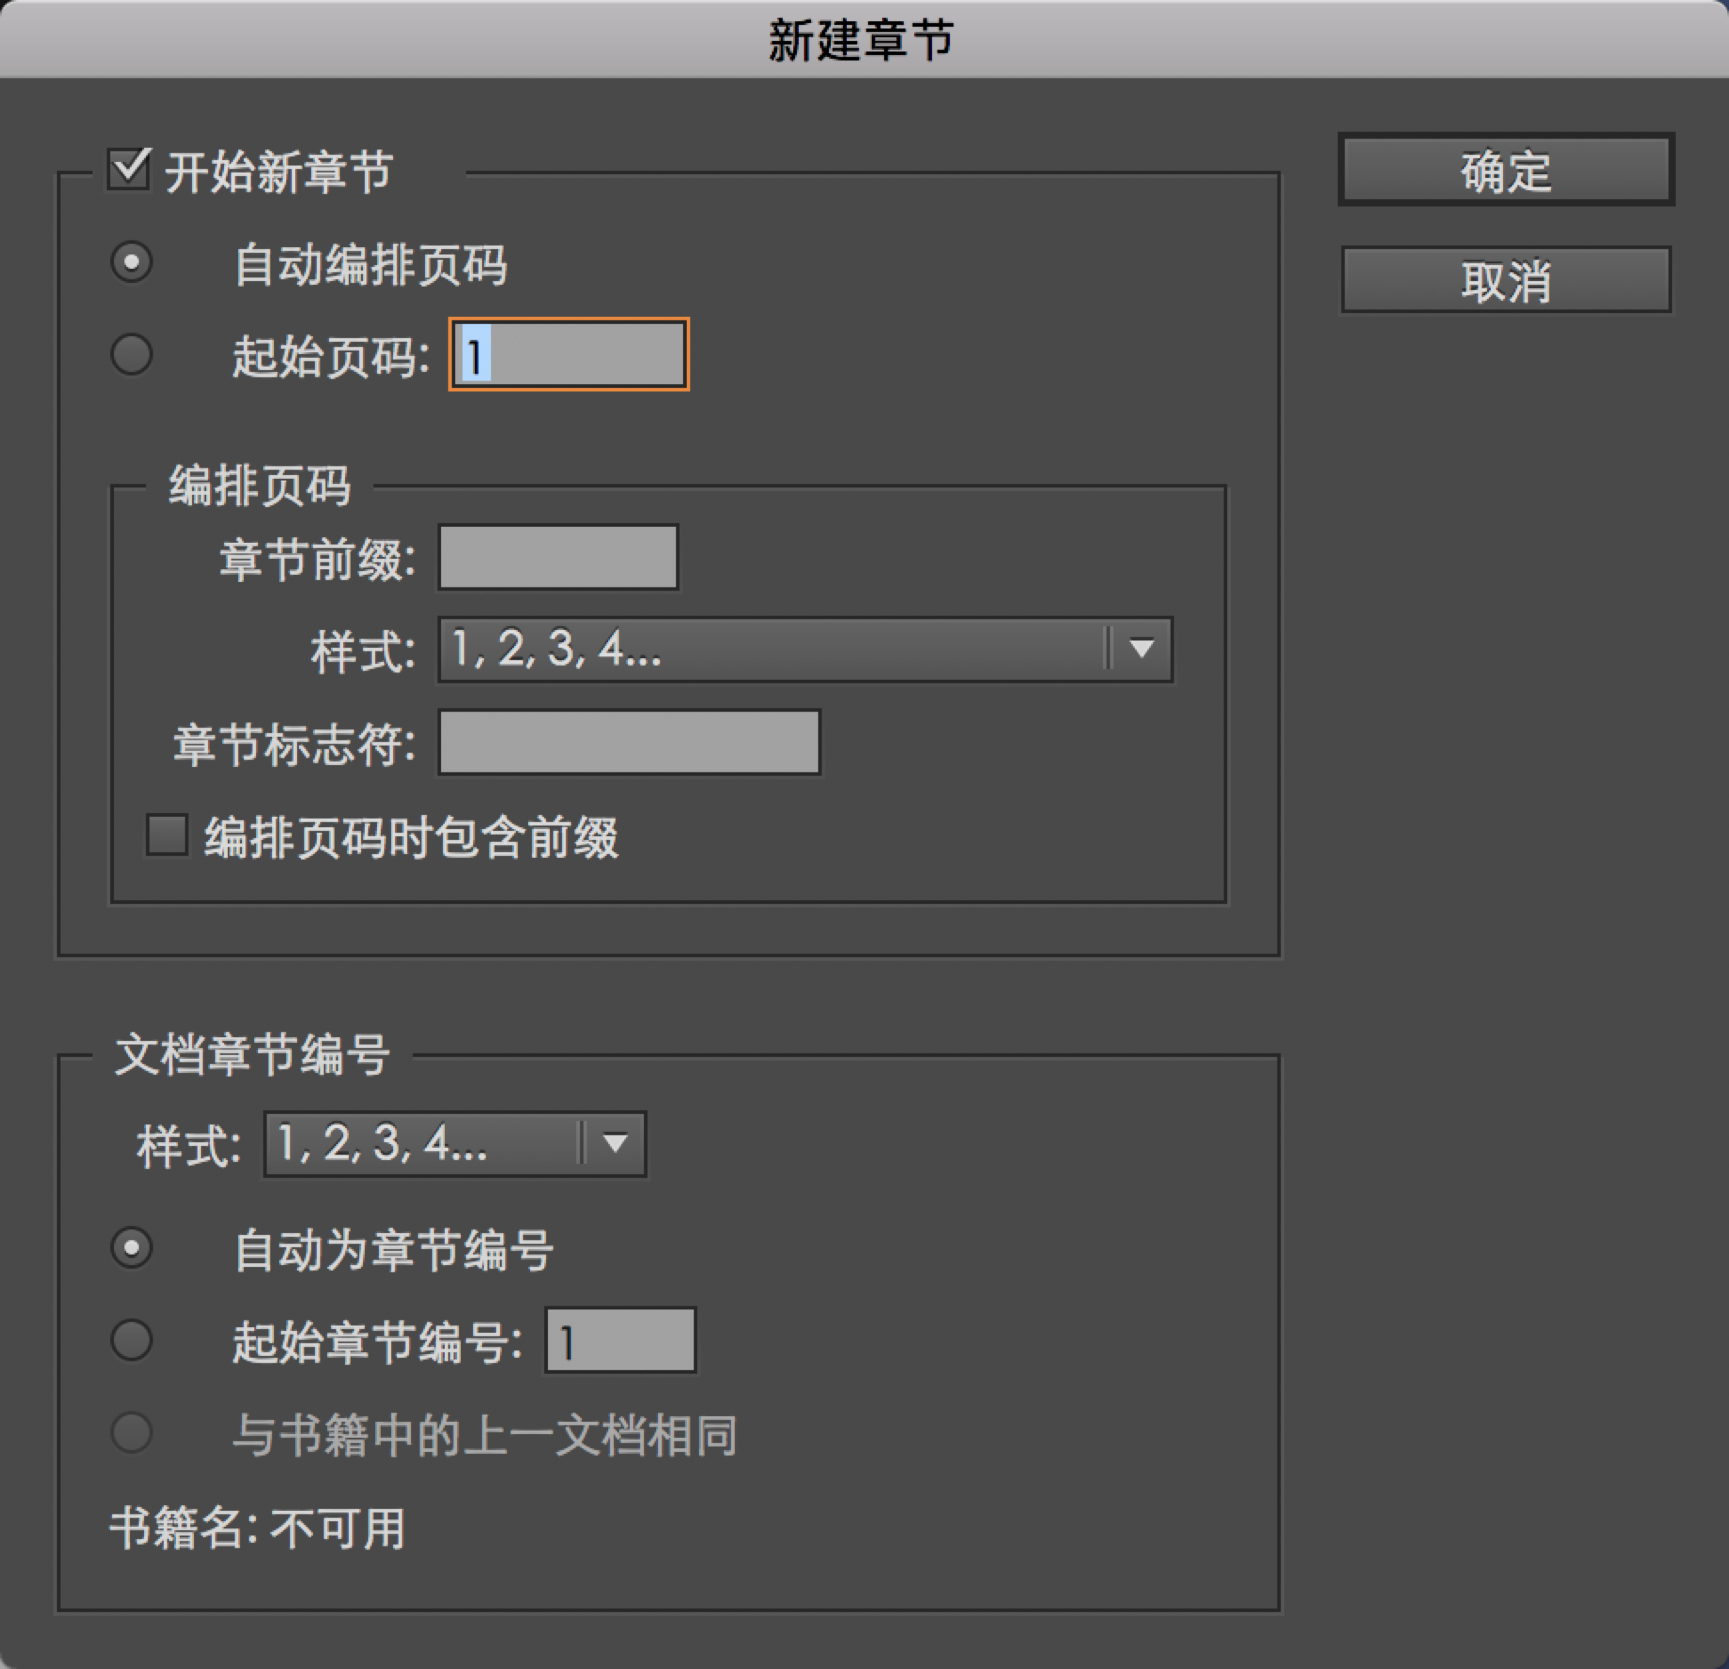 新建章节
开始新章节
确定
自动编排页码
取消
起始页码: 1
编排页码
章节前缀:
样式: 1, 2, 3, 4...
章节标志符:
编排页码时包含前缀
文档章节编号
样式: 1, 2, 3, 4...
自动为章节编号
起始章节编号: 1
与书籍中的上一文档相同
书籍名: 不可用